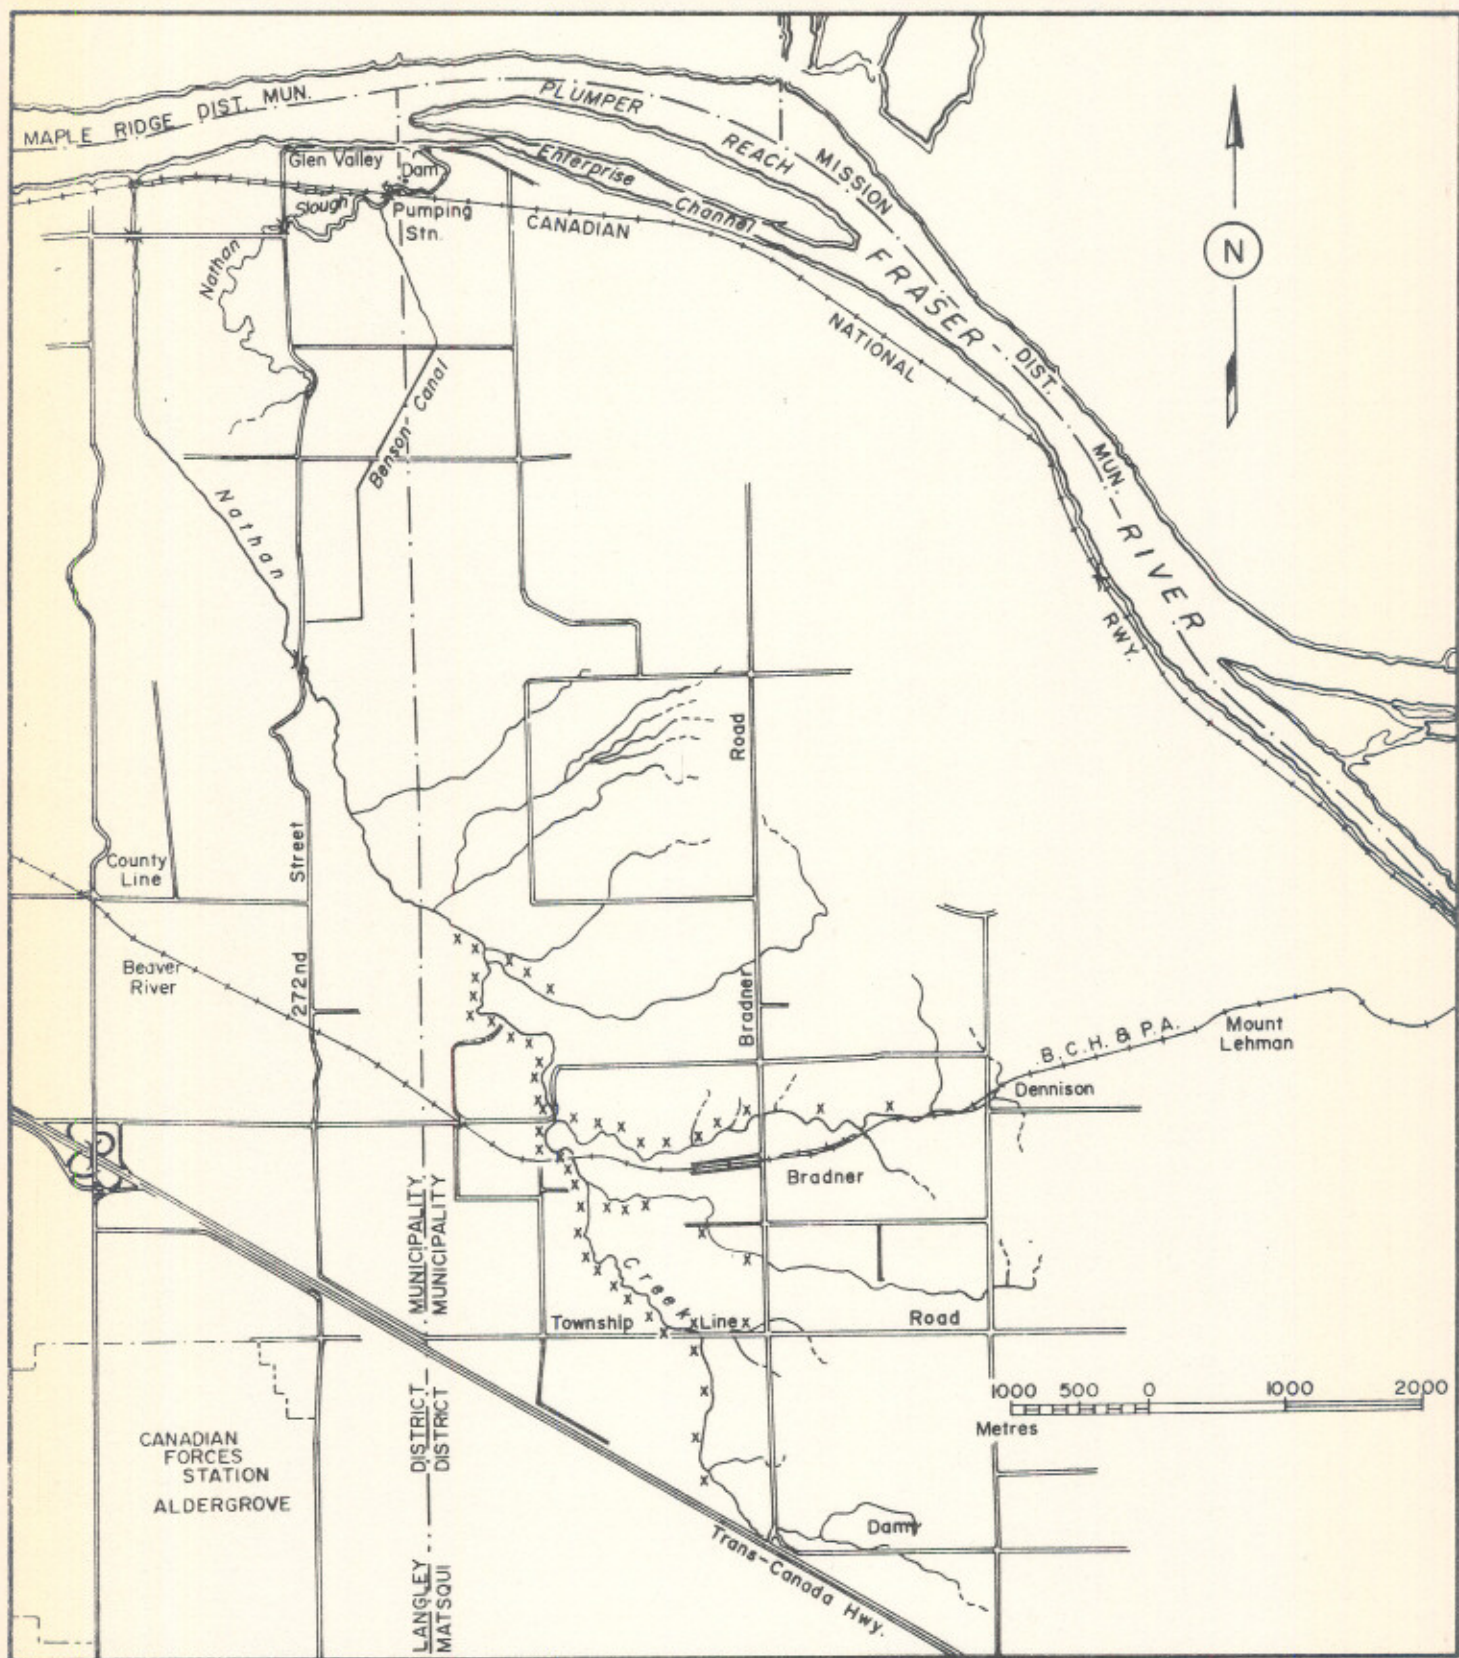 MAPLE RIDGE DIST. MUN.
PLUMPER
REACH
MISSION
Glen Valley
Dam
Enterprise
Channel
Slough
Pumping
Stn.
CANADIAN
Nathan
FRASER
N
NATIONAL
DIST.
Benson Canal
MUN.
Nathan
RIVER
RWY.
Road
Street
County
Line
Beaver
River
272nd
Bradner
B.C.H. & P.A.
Mount
Lehman
Dennison
Bradner
MUNICIPALITY
MUNICIPALITY
Creek
Township Line Road
1000 500 0 1000 2000
Metres
DISTRICT
DISTRICT
CANADIAN
FORCES
STATION
ALDERGROVE
Dam
Trans-Canada Hwy.
LANGLEY
MATSQUI